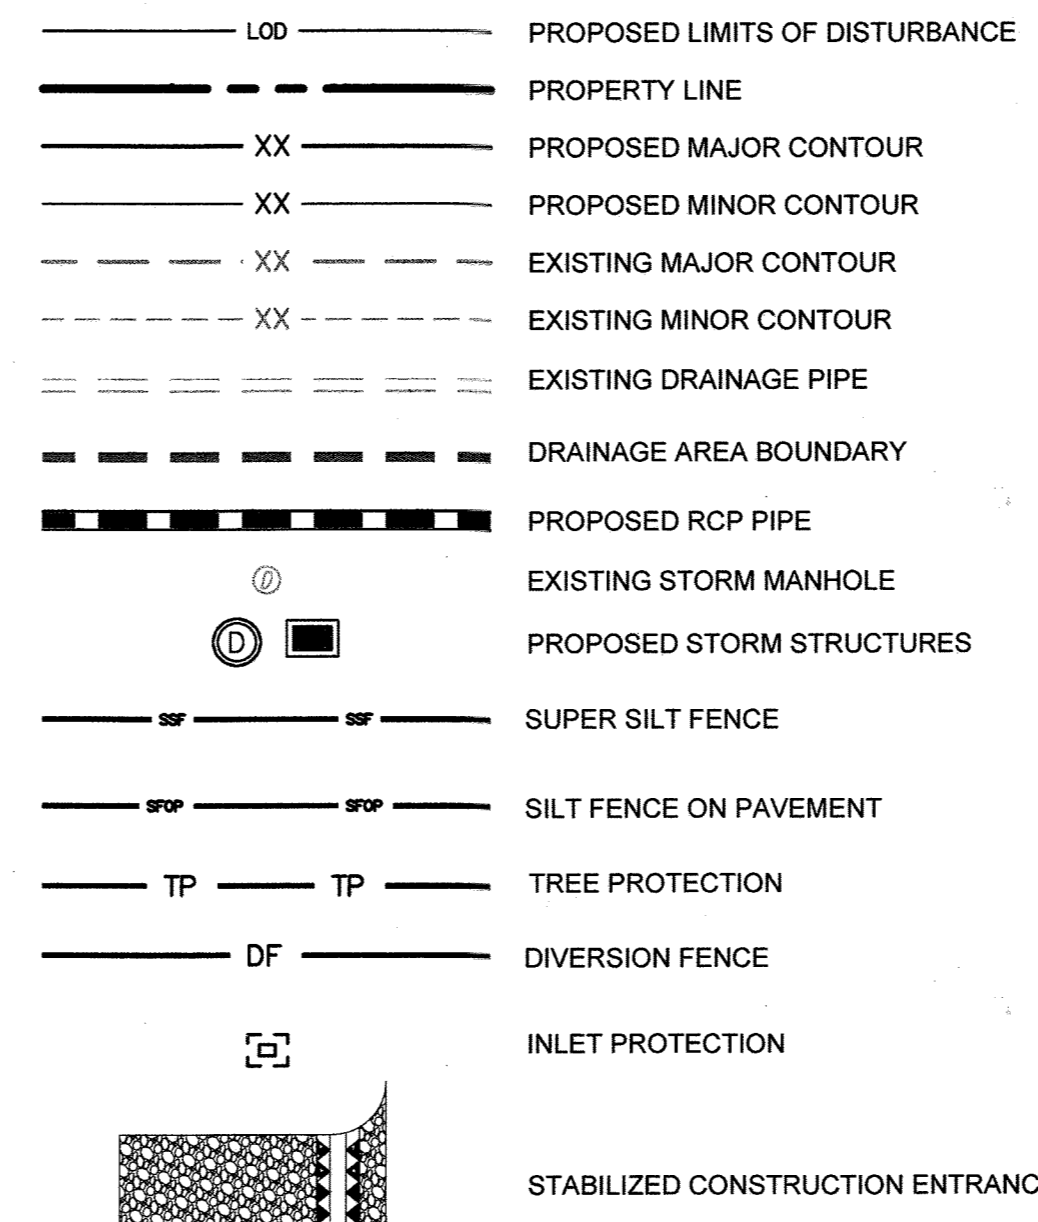 LOD PROPOSED LIMITS OF DISTURBANCE
PROPERTY LINE
XX PROPOSED MAJOR CONTOUR
XX PROPOSED MINOR CONTOUR
XX EXISTING MAJOR CONTOUR
XX EXISTING MINOR CONTOUR
EXISTING DRAINAGE PIPE
DRAINAGE AREA BOUNDARY
PROPOSED RCP PIPE
D EXISTING STORM MANHOLE
D PROPOSED STORM STRUCTURES
SSF SSF SUPER SILT FENCE
SFOP SFOP SILT FENCE ON PAVEMENT
TP TP TREE PROTECTION
DF DIVERSION FENCE
INLET PROTECTION
STABILIZED CONSTRUCTION ENTRANC